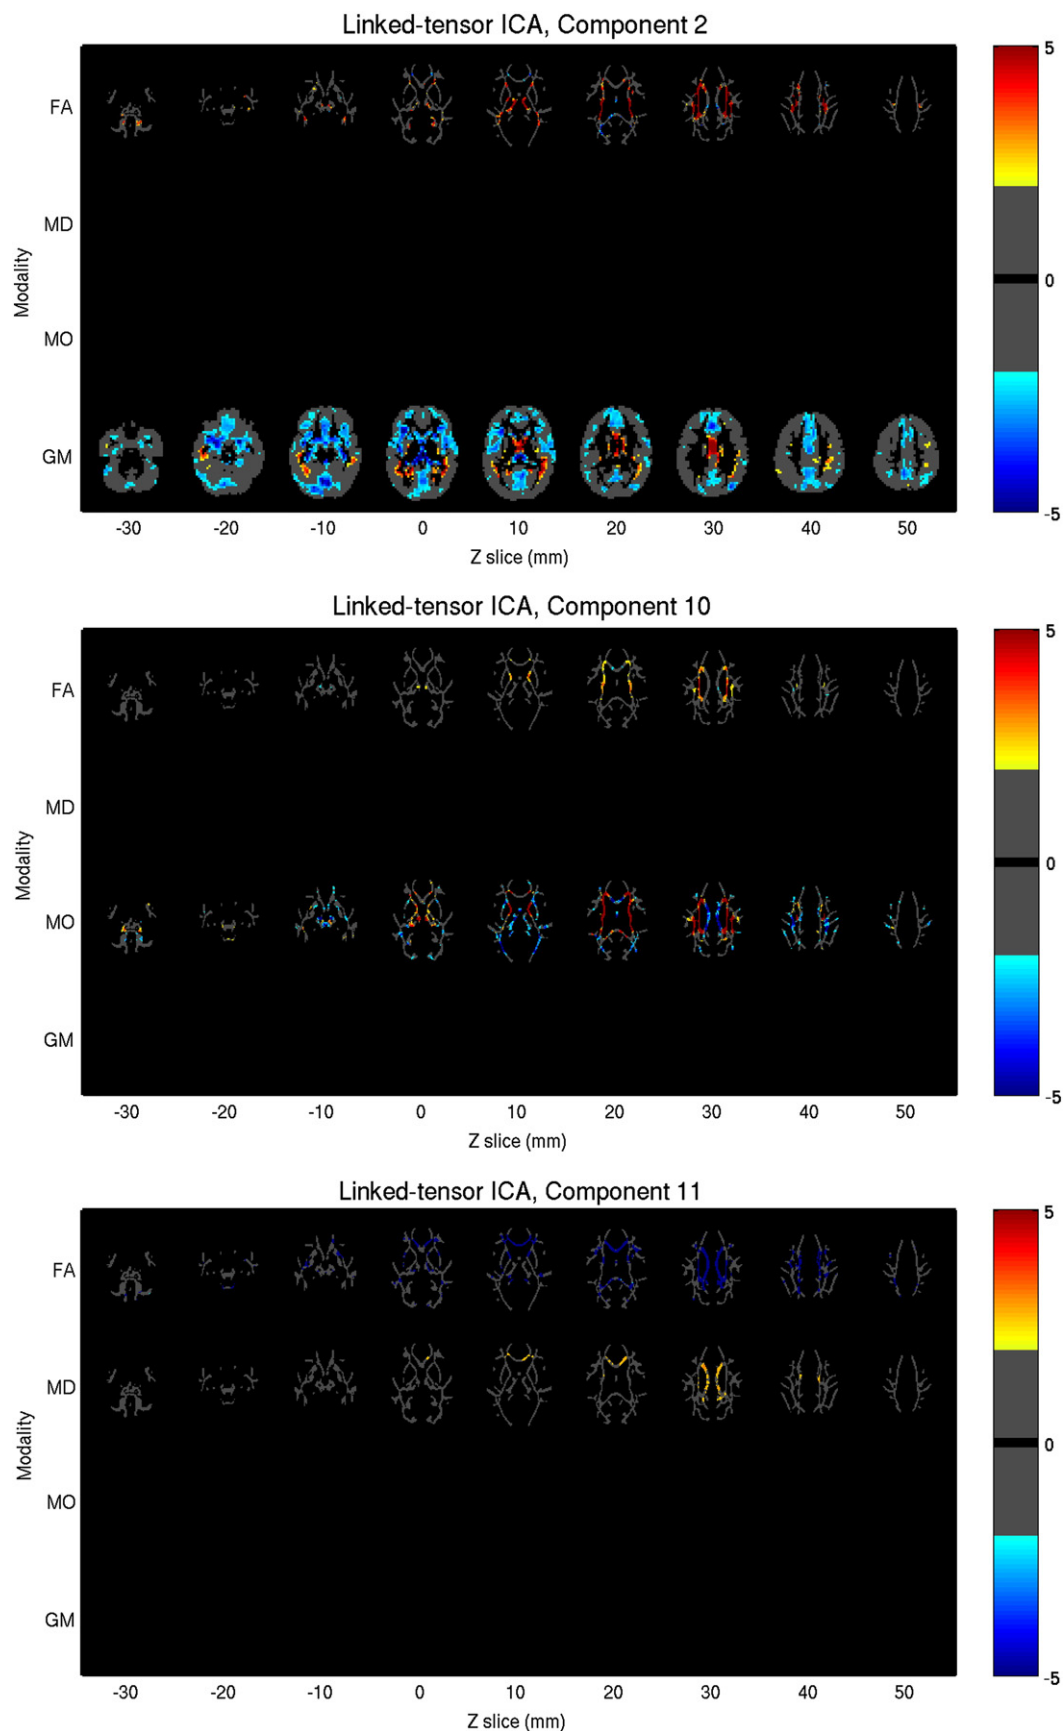 Linked-tensor ICA, Component 2
5
FA
MD
Modality
0
MO
GM
-5
-30 -20 -10 0 10 20 30 40 50
Z slice (mm)
Linked-tensor ICA, Component 10
5
FA
MD
Modality
0
MO
GM
-5
-30 -20 -10 0 10 20 30 40 50
Z slice (mm)
Linked-tensor ICA, Component 11
5
FA
MD
Modality
0
MO
GM
-5
-30 -20 -10 0 10 20 30 40 50
Z slice (mm)